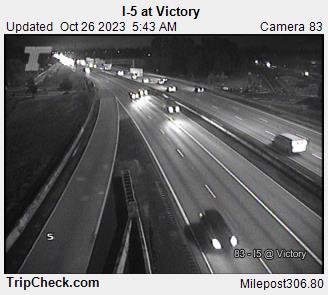 I-5 at Victory
Updated Oct 26 2023 5:43 AM Camera 83
S
83 - I5 @ Victory
TripCheck.com Milepost306.80